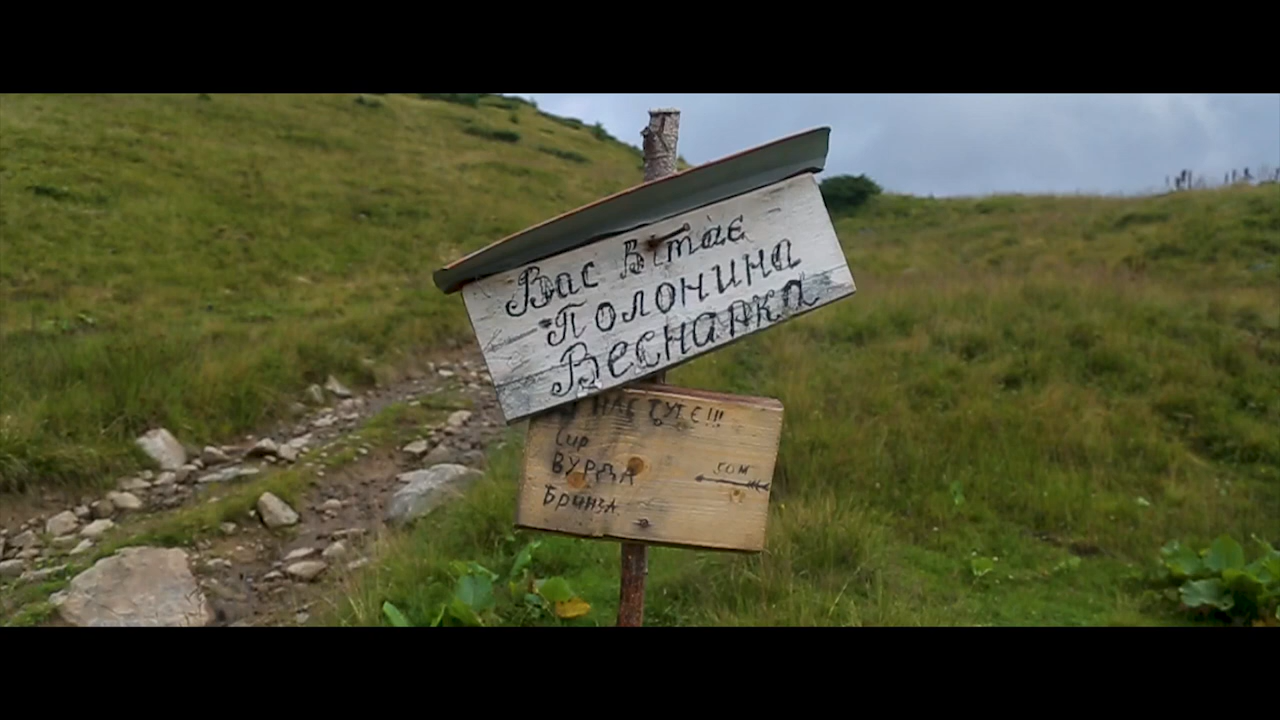 Вас Вітає
Полонина
Веснарка
НАС ТУТ Є!!!
Сир
ВУРДА
50М
Бринза